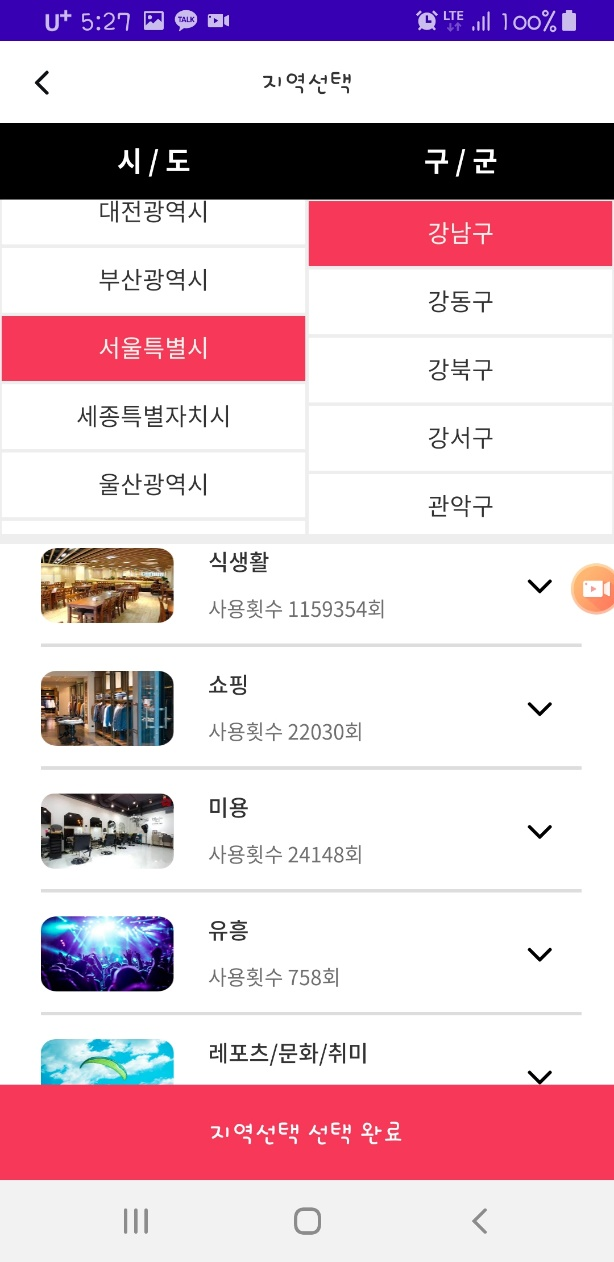 U+ 5:27 TALK LTE 100%
지역선택
시 / 도 구 / 군
대전광역시
부산광역시
서울특별시
세종특별자치시
울산광역시
강남구
강동구
강북구
강서구
관악구
식생활
사용횟수 1159354회
쇼핑
사용횟수 22030회
미용
사용횟수 24148회
유흥
사용횟수 758회
레포츠/문화/취미
지역선택 선택 완료